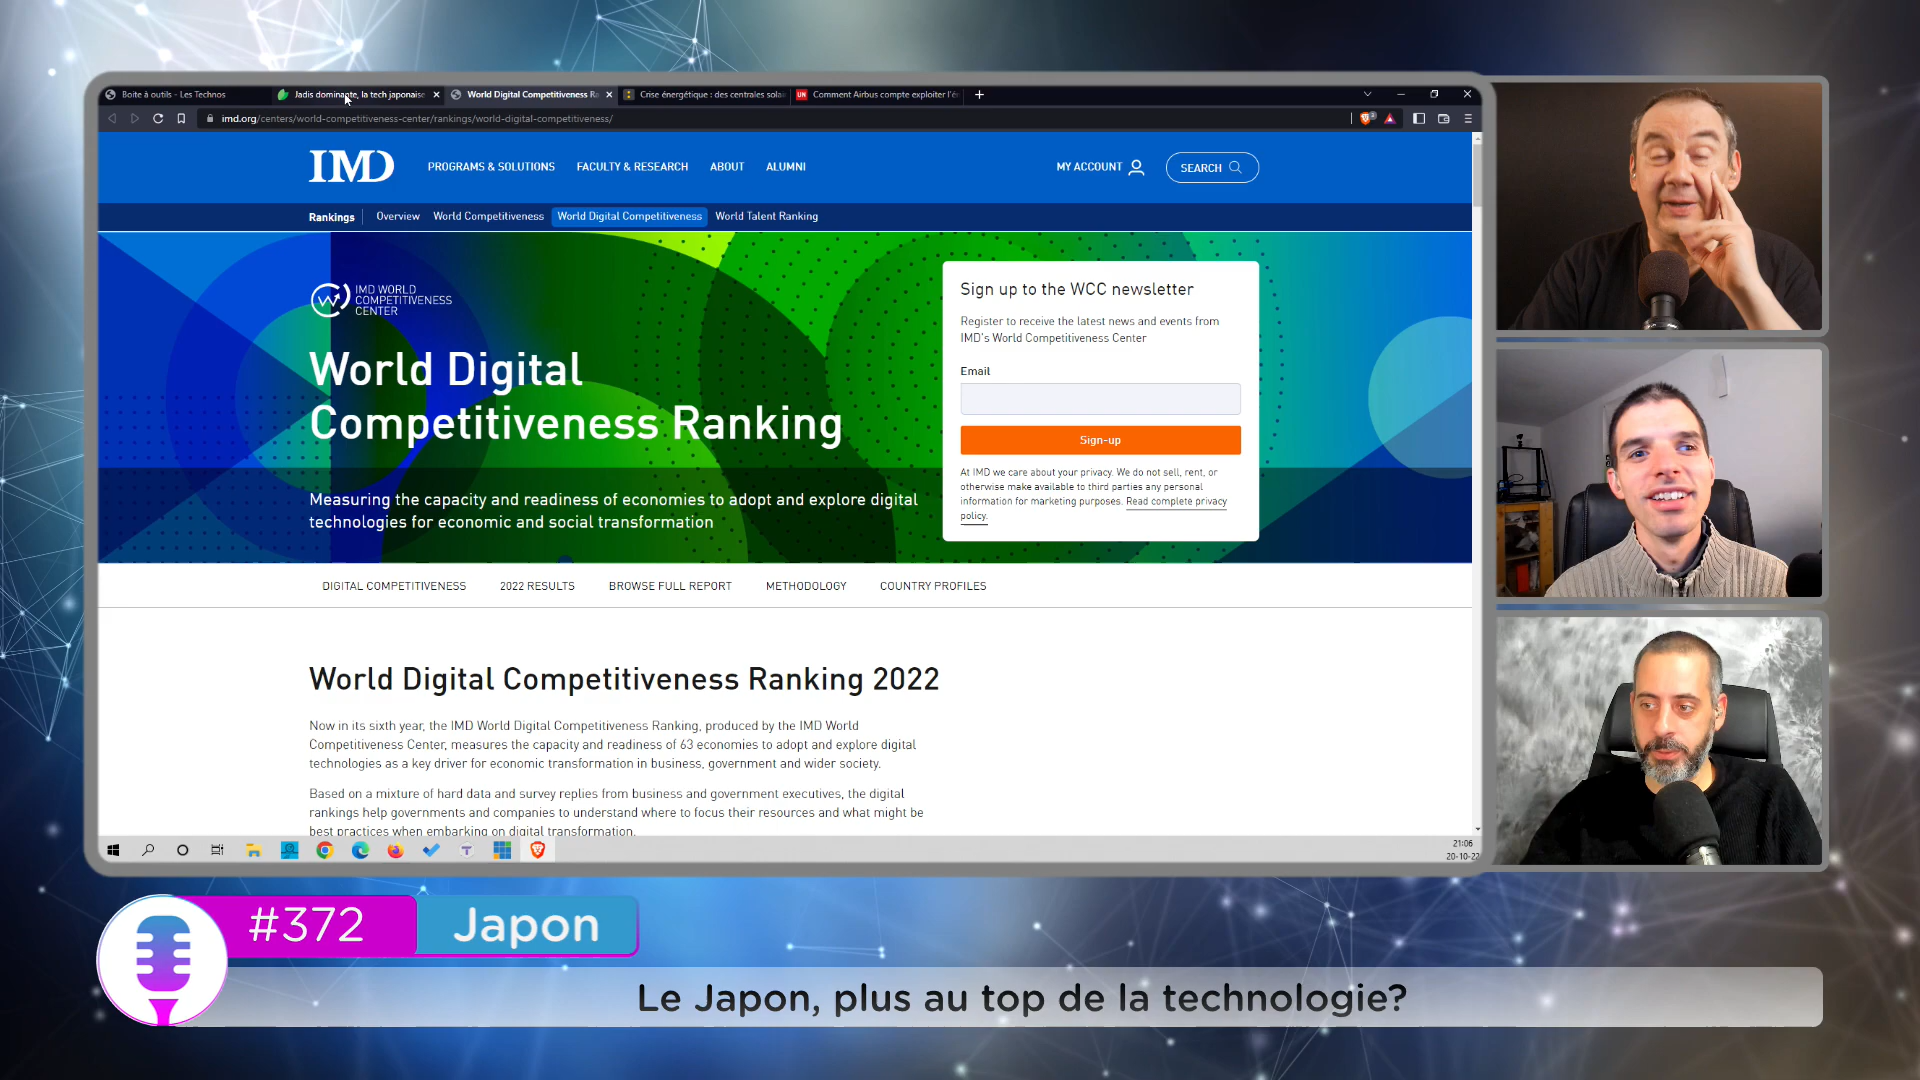 Boite à outils - Les Technos
Jadis dominante, la tech japonaise
World Digital Competitiveness Ra
Crise énergétique : des centrales sola
UN
Comment Airbus compte exploiter l'é
imd.org/centers/world-competitiveness-center/rankings/world-digital-competitiveness/
IMD
PROGRAMS & SOLUTIONS
FACULTY & RESEARCH
ABOUT
ALUMNI
MY ACCOUNT
SEARCH
Rankings
Overview
World Competitiveness
World Digital Competitiveness
World Talent Ranking
IMD WORLD
COMPETITIVENESS
CENTER
World Digital
Competitiveness Ranking
Measuring the capacity and readiness of economies to adopt and explore digital
technologies for economic and social transformation
Sign up to the WCC newsletter
Register to receive the latest news and events from
IMD's World Competitiveness Center
Email
Sign-up
At IMD we care about your privacy. We do not sell, rent, or
otherwise make available to third parties any personal
information for marketing purposes. Read complete privacy
policy.
DIGITAL COMPETITIVENESS
2022 RESULTS
BROWSE FULL REPORT
METHODOLOGY
COUNTRY PROFILES
World Digital Competitiveness Ranking 2022
Now in its sixth year, the IMD World Digital Competitiveness Ranking, produced by the IMD World
Competitiveness Center, measures the capacity and readiness of 63 economies to adopt and explore digital
technologies as a key driver for economic transformation in business, government and wider society.
Based on a mixture of hard data and survey replies from business and government executives, the digital
rankings help governments and companies to understand where to focus their resources and what might be
best practices when embarking on digital transformation.
21:06
20-10-22
#372
Japon
Le Japon, plus au top de la technologie?